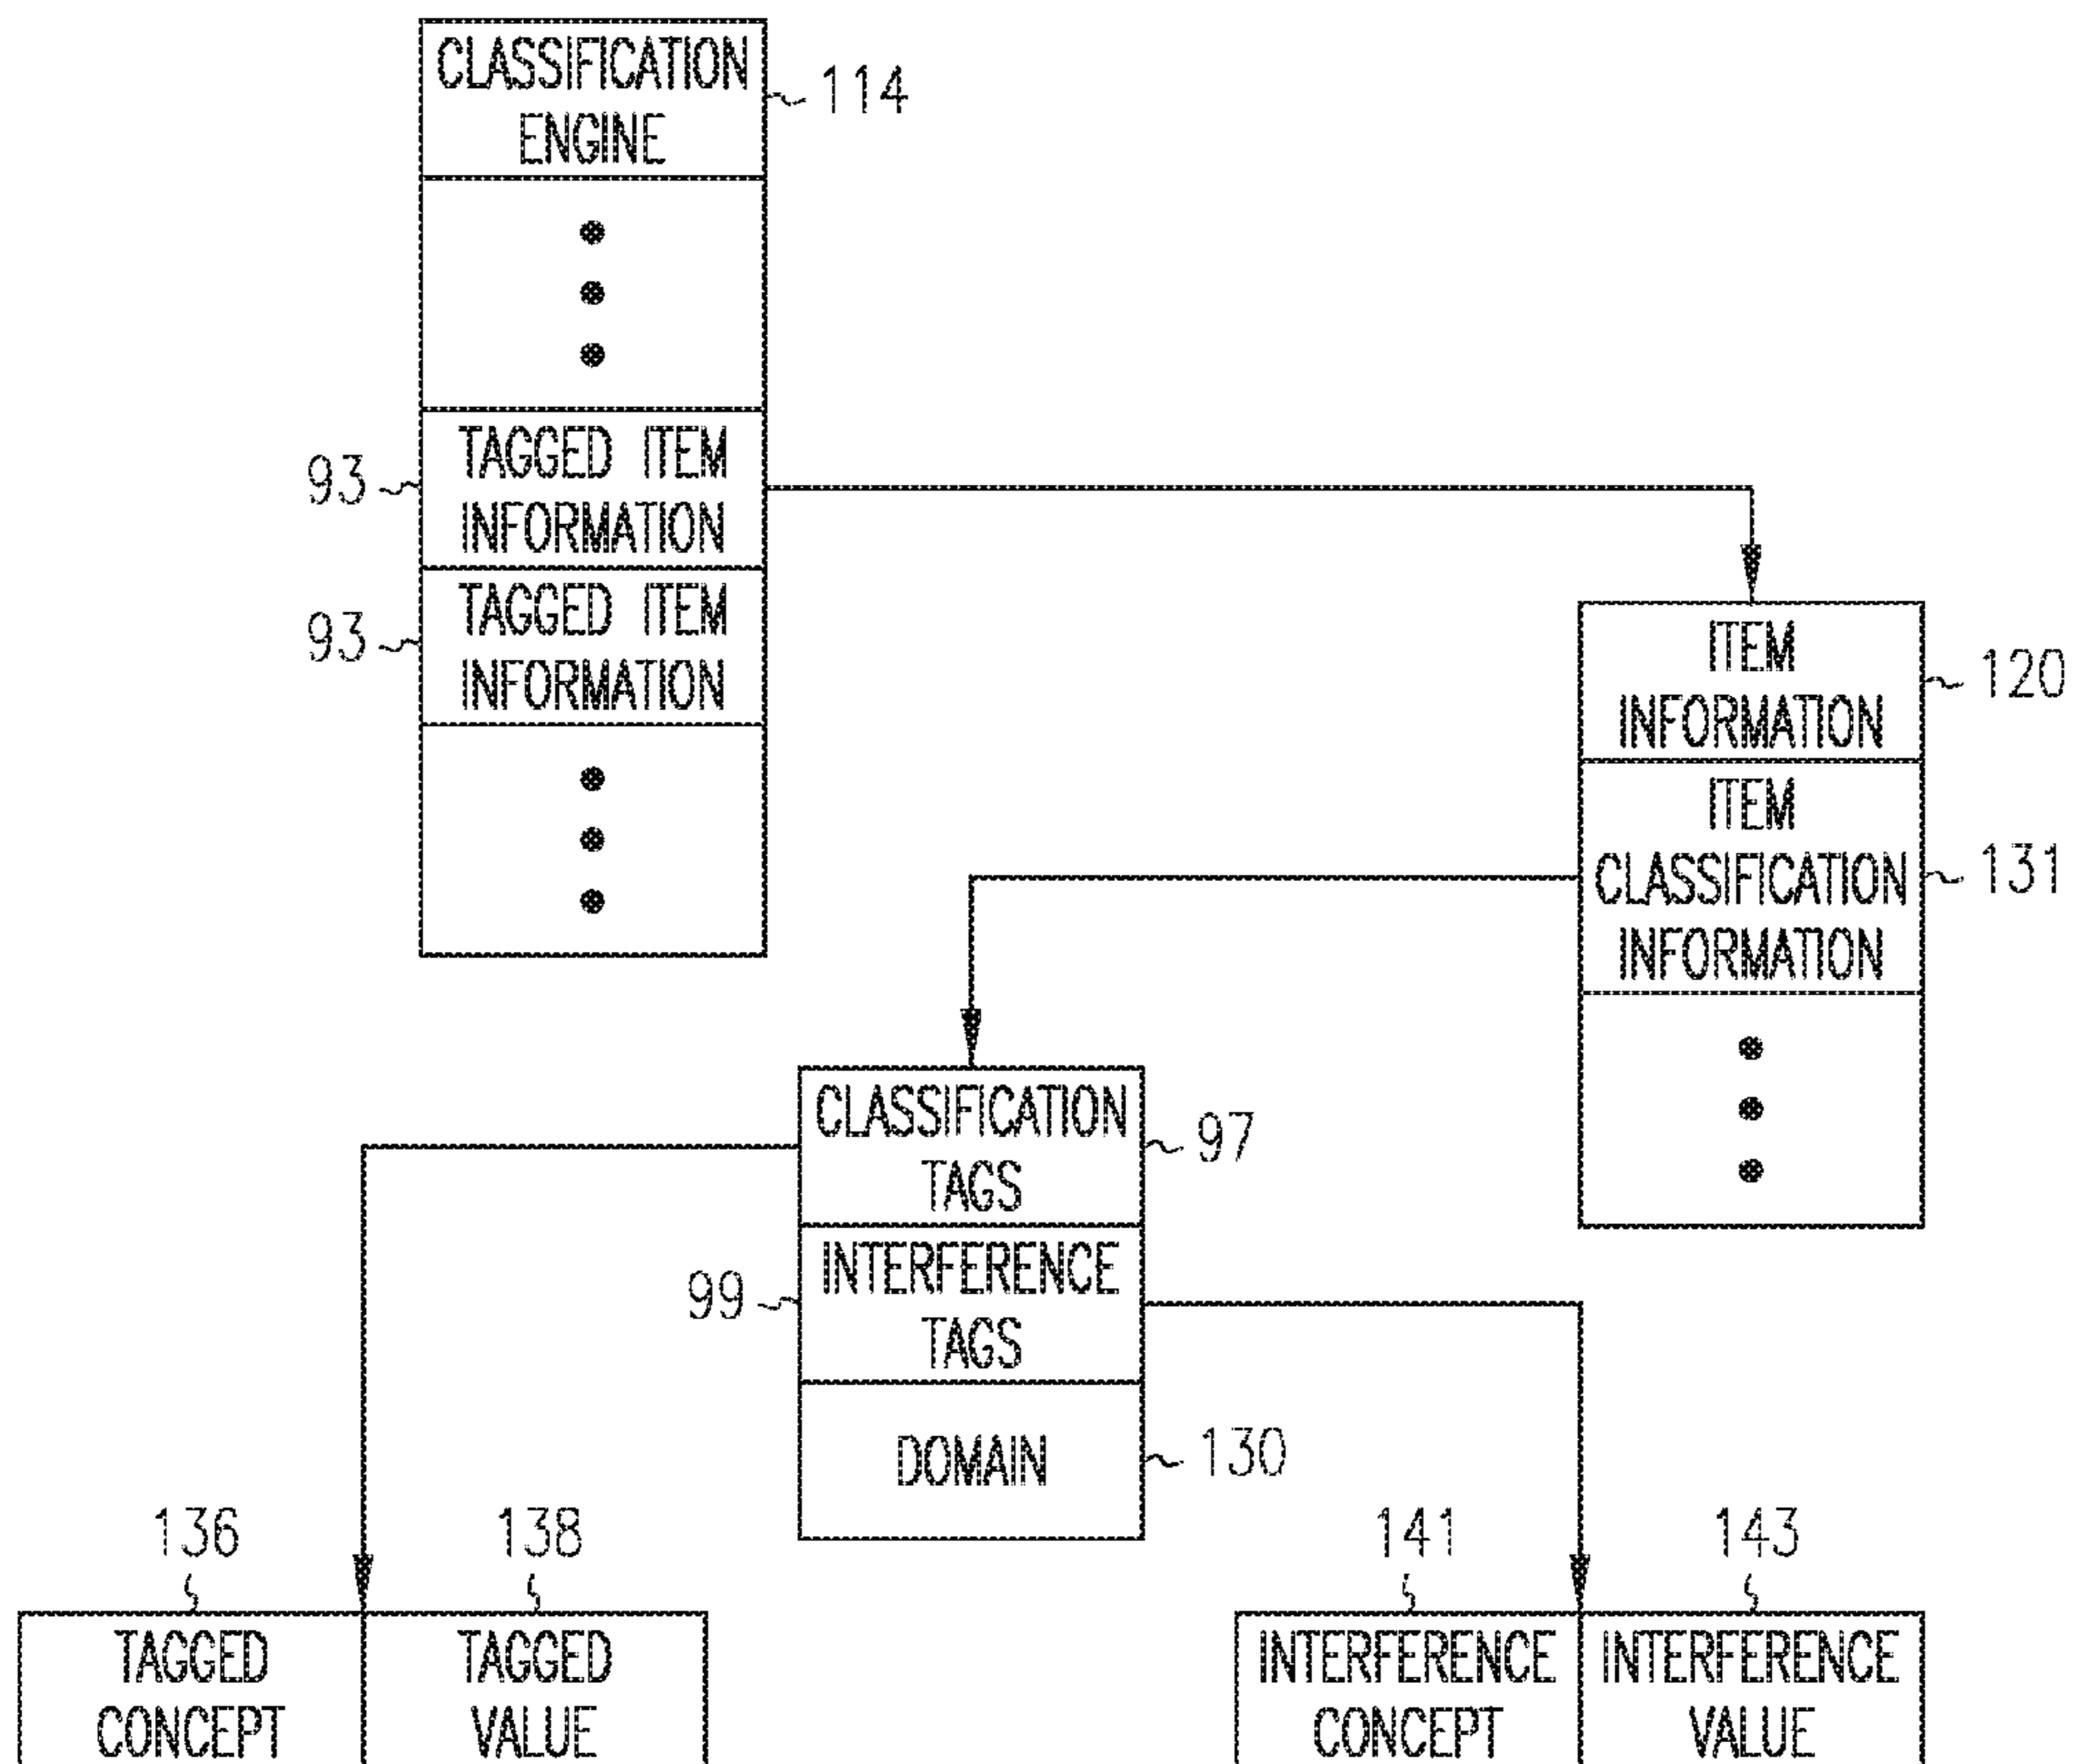 CLASSIFICATION
ENGINE
114
93
TAGGED ITEM
INFORMATION
93
TAGGED ITEM
INFORMATION
ITEM
INFORMATION
120
ITEM
CLASSIFICATION
INFORMATION
131
CLASSIFICATION
TAGS
97
99
INTERFERENCE
TAGS
DOMAIN
130
136
138
141
143
TAGGED
CONCEPT
TAGGED
VALUE
INTERFERENCE
CONCEPT
INTERFERENCE
VALUE